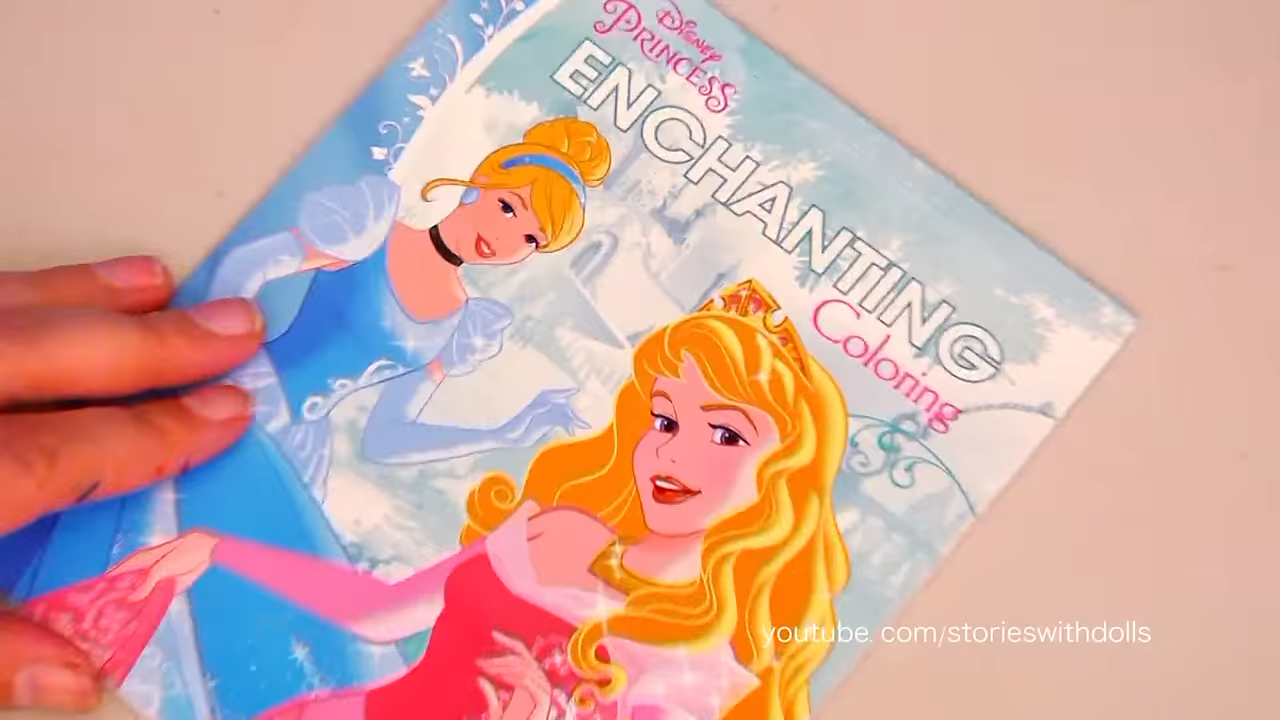 Disney
PRINCESS
ENCHANTING
Coloring
youtube. com/storieswithdolls